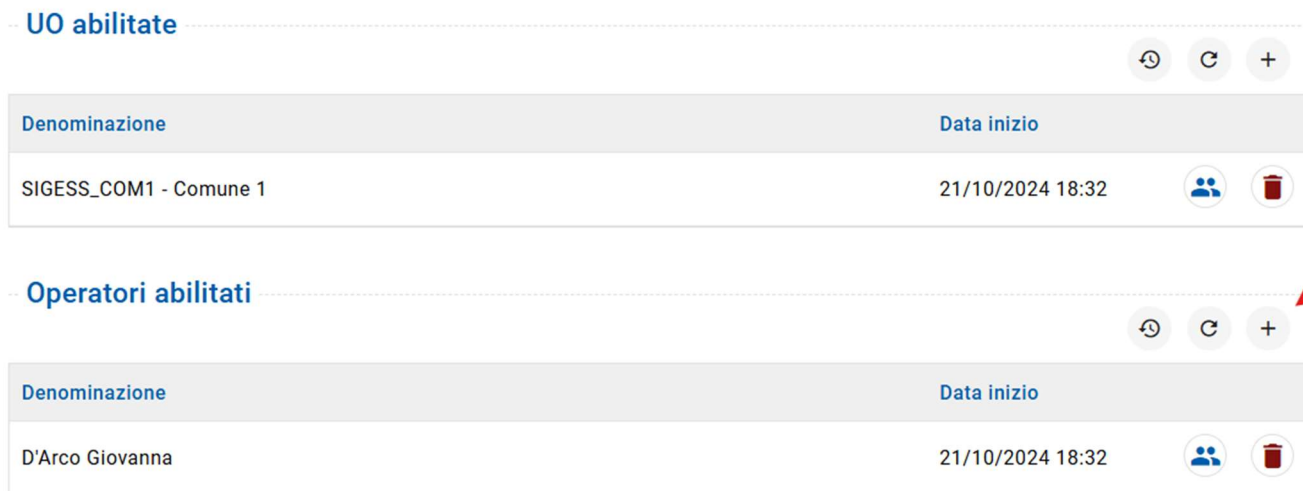 UO abilitate
Denominazione Data inizio
SIGESS_COM1 - Comune 1 21/10/2024 18:32
Operatori abilitati
Denominazione Data inizio
D'Arco Giovanna 21/10/2024 18:32